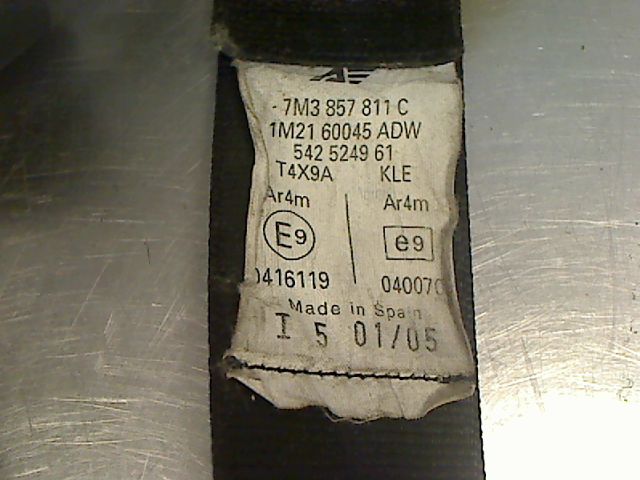 7M3 857 811 C
1M21 60045 ADW
542 5249 61
T4X9A KLE
Ar4m Ar4m
E9 e9
0416119 04007
Made in Spain
I 5 01/05